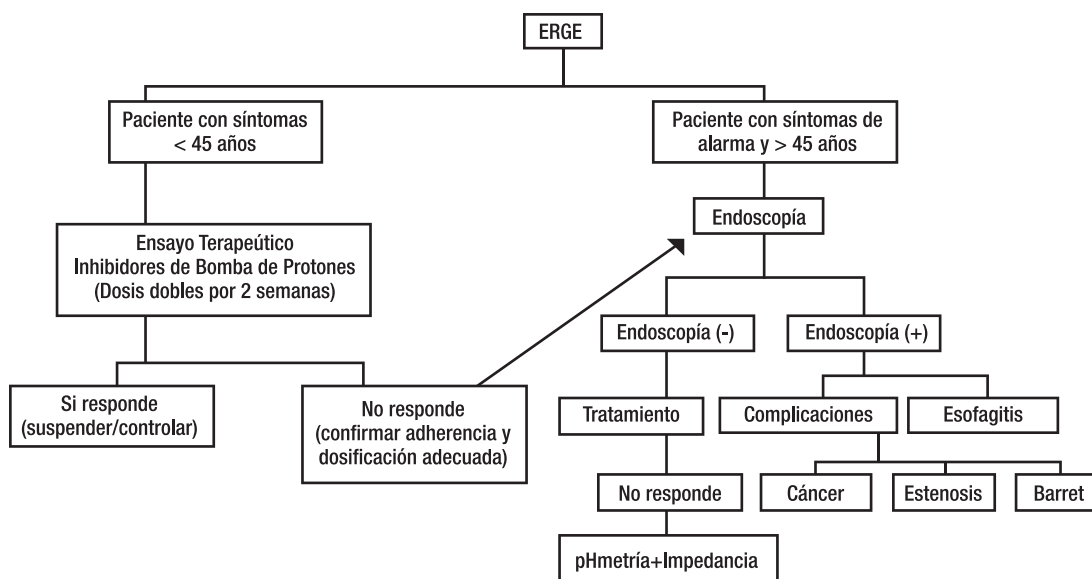 ERGE
Paciente con síntomas
< 45 años
Paciente con síntomas de
alarma y > 45 años
Ensayo Terapeútico
Inhibidores de Bomba de Protones
(Dosis dobles por 2 semanas)
Endoscopía
Si responde
(suspender/controlar)
No responde
(confirmar adherencia y
dosificación adecuada)
Endoscopía (-)
Endoscopía (+)
Tratamiento
Complicaciones
Esofagitis
No responde
Cáncer
Estenosis
Barret
pHmetría+Impedancia